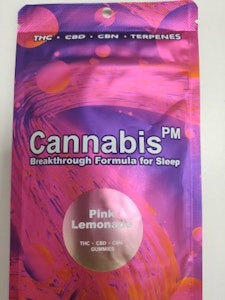 THC • CBD • CBN • TERPENES
Cannabis PM
Breakthrough Formula for Sleep
Pink
Lemonade
THC • CBD • CBN
GUMMIES